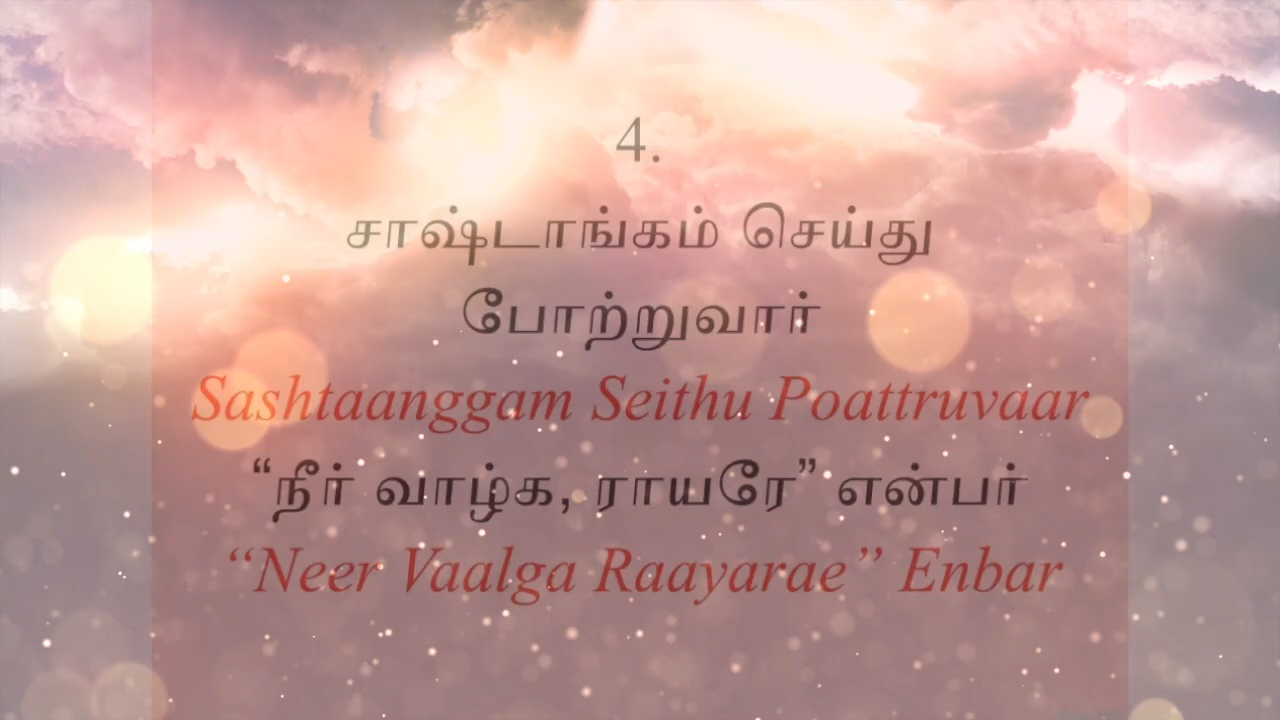 4.
சாஷ்டாங்கம் செய்து
போற்றுவார்
Sashtaanggam Seithu Poattruvaar
“நீர் வாழ்க, ராயரே” என்பர்
“Neer Vaalga Raayarae” Enbar